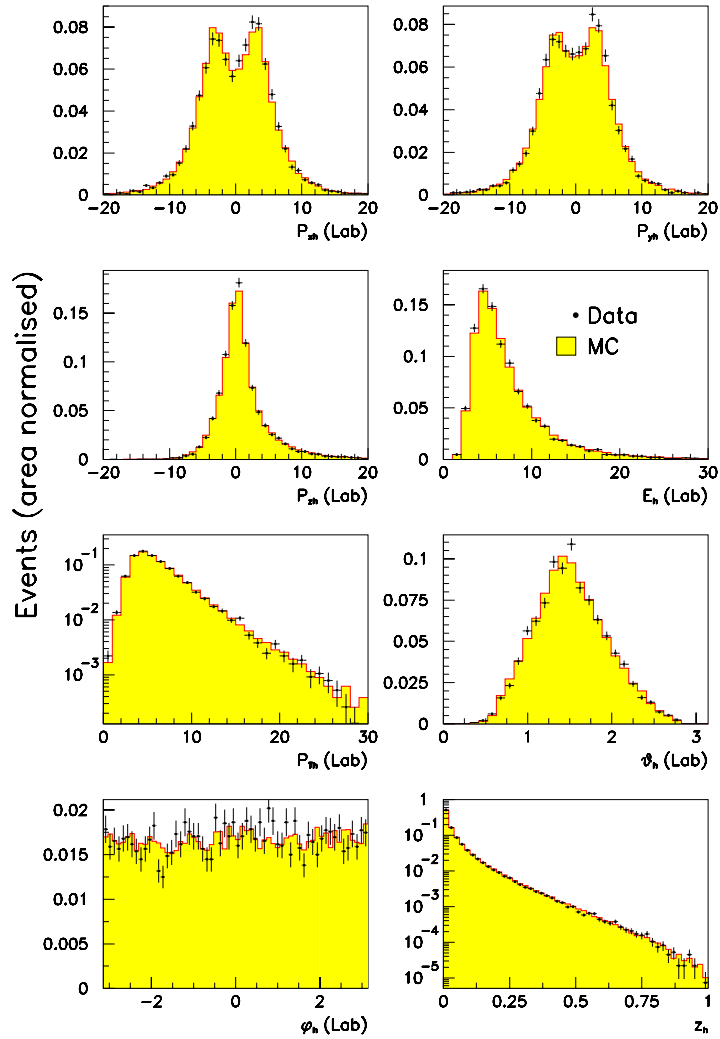 0.08
0.06
0.04
0.02
0
−20 −10 0 10 20
P_zh (Lab)
0.08
0.06
0.04
0.02
0
−20 −10 0 10 20
P_yh (Lab)
Events (area normalised)
0.15
0.1
0.05
0
−20 −10 0 10 20
P_zh (Lab)
0.15
0.1
0.05
0
Data
MC
0 10 20 30
E_h (Lab)
10^−1
10^−2
10^−3
0 10 20 30
P_Th (Lab)
0.1
0.075
0.05
0.025
0
0 1 2 3
ϑ_h (Lab)
0.02
0.015
0.01
0.005
0
−2 0 2
φ_h (Lab)
1
10^−1
10^−2
10^−3
10^−4
10^−5
0 0.25 0.5 0.75 1
z_h